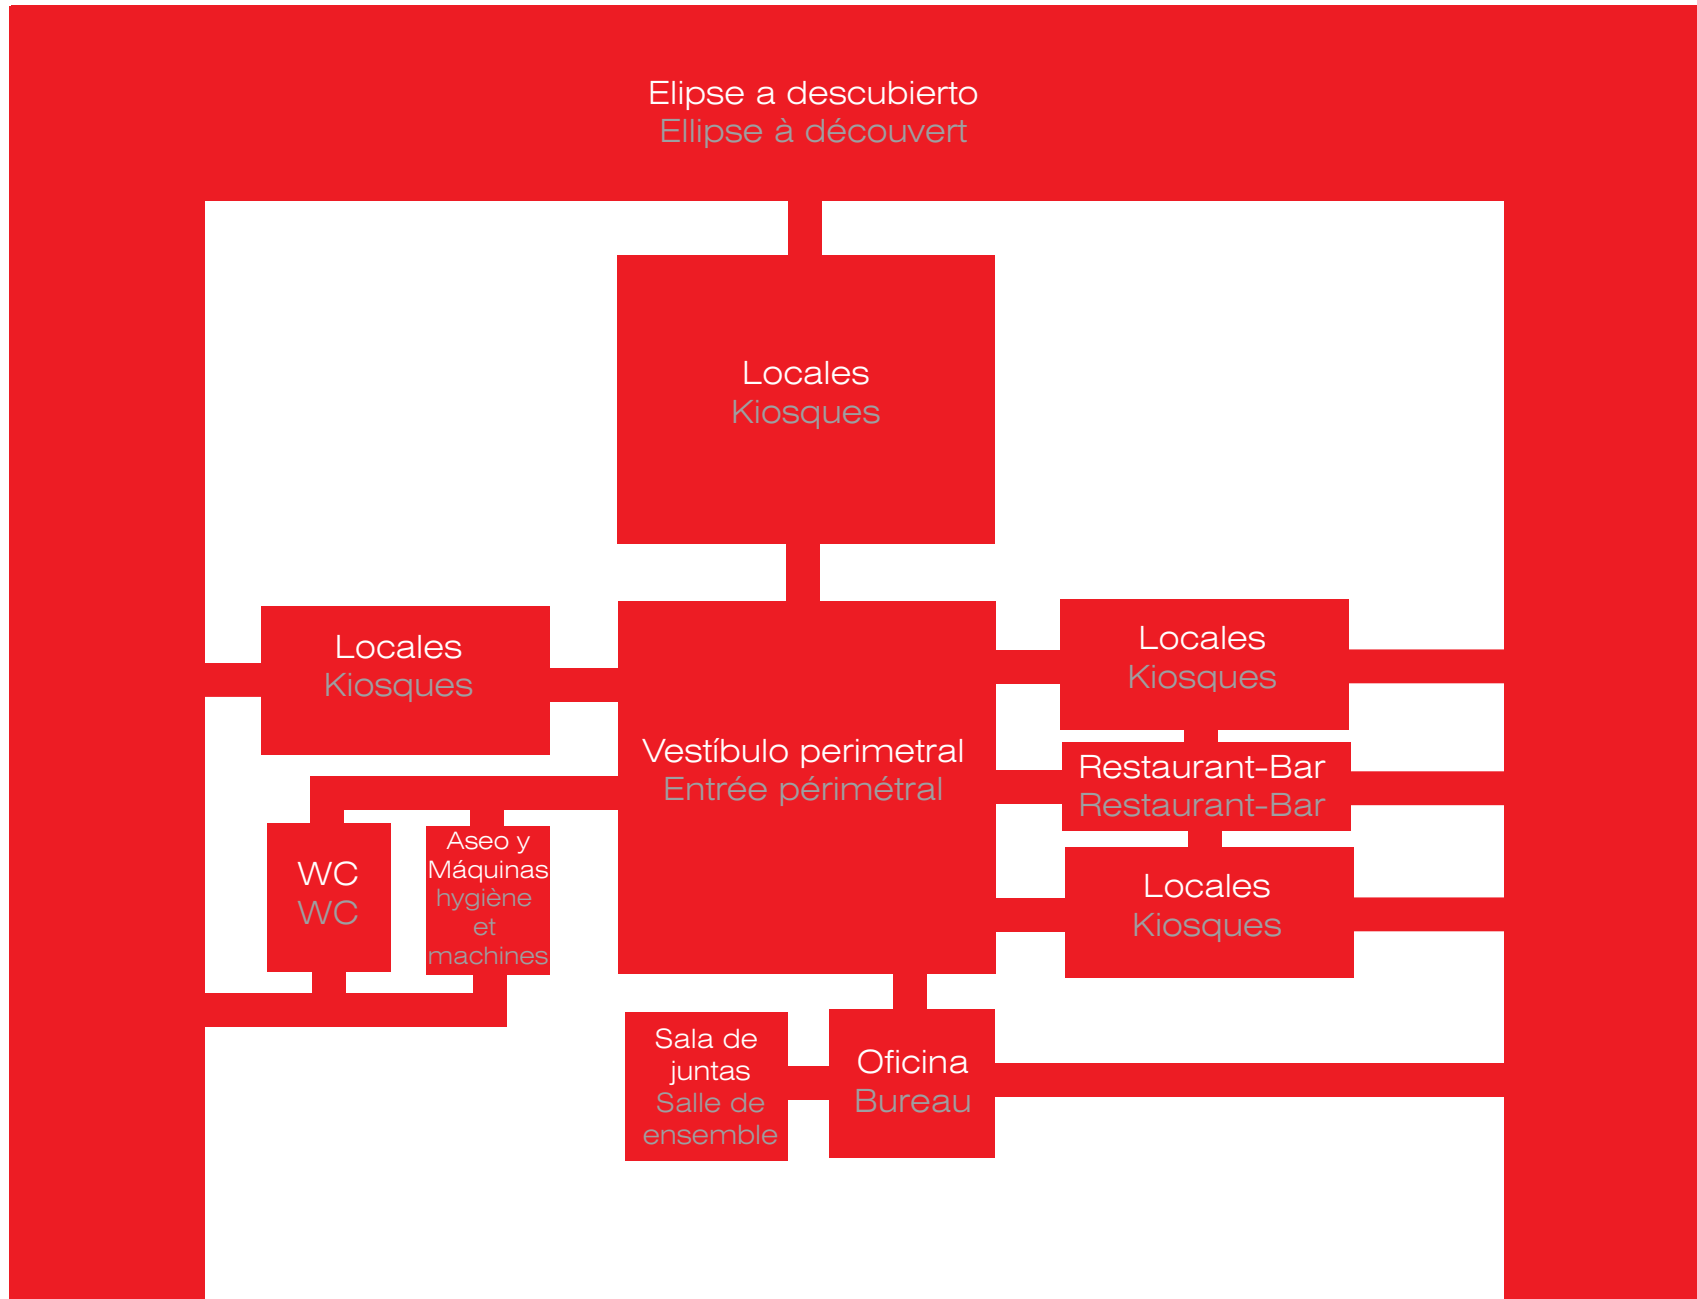 Elipse a descubierto
Ellipse à découvert
Locales
Kiosques
Locales
Kiosques
Locales
Kiosques
Vestíbulo perimetral
Entrée périmétral
Restaurant-Bar
Restaurant-Bar
WC
WC
Aseo y
Máquinas
hygiène
et
machines
Locales
Kiosques
Sala de
juntas
Salle de
ensemble
Oficina
Bureau